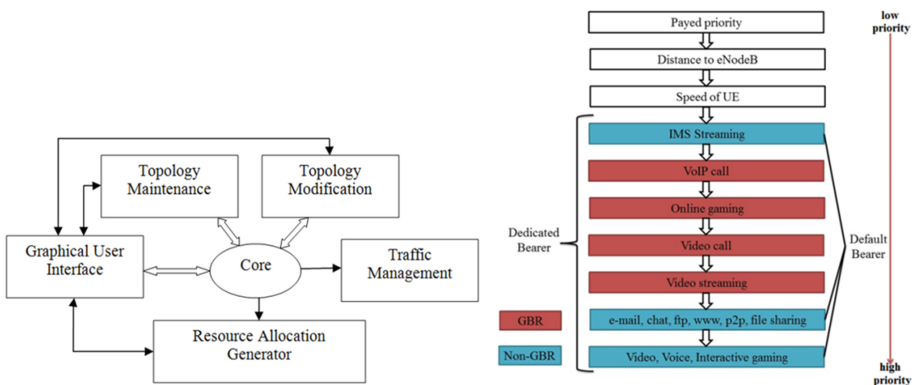 Topology
Maintenance
Topology
Modification
Graphical User
Interface
Core
Traffic
Management
Resource Allocation
Generator
Payed priority
Distance to eNodeB
Speed of UE
IMS Streaming
VoIP call
Online gaming
Video call
Video streaming
e-mail, chat, ftp, www, p2p, file sharing
Video, Voice, Interactive gaming
Dedicated
Bearer
Default
Bearer
GBR
Non-GBR
low
priority
high
priority